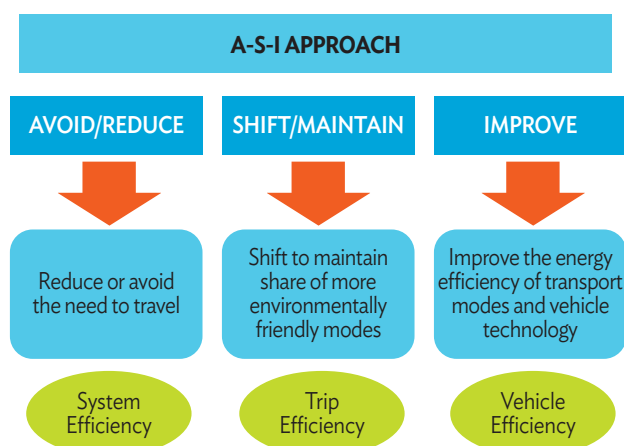 A-S-I APPROACH
AVOID/REDUCE
SHIFT/MAINTAIN
IMPROVE
Reduce or avoid
the need to travel
Shift to maintain
share of more
environmentally
friendly modes
Improve the energy
efficiency of transport
modes and vehicle
technology
System
Efficiency
Trip
Efficiency
Vehicle
Efficiency